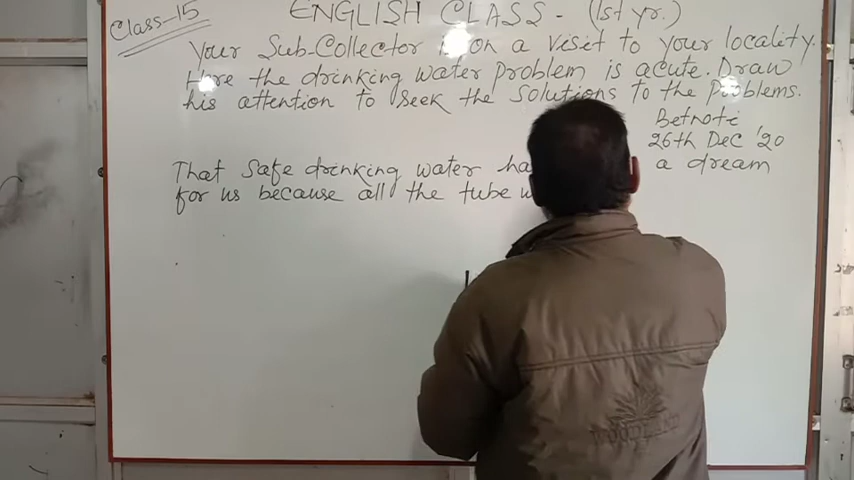 Class-15
ENGLISH CLASS - (1st yr.)
Your Sub-Collector is on a visit to your locality.
Here the drinking water problem is acute. Draw
his attention to seek the solutions to the problems.
Betnoti
26th Dec '20
That safe drinking water ha a dream
for us because all the tube w
WOODLAND